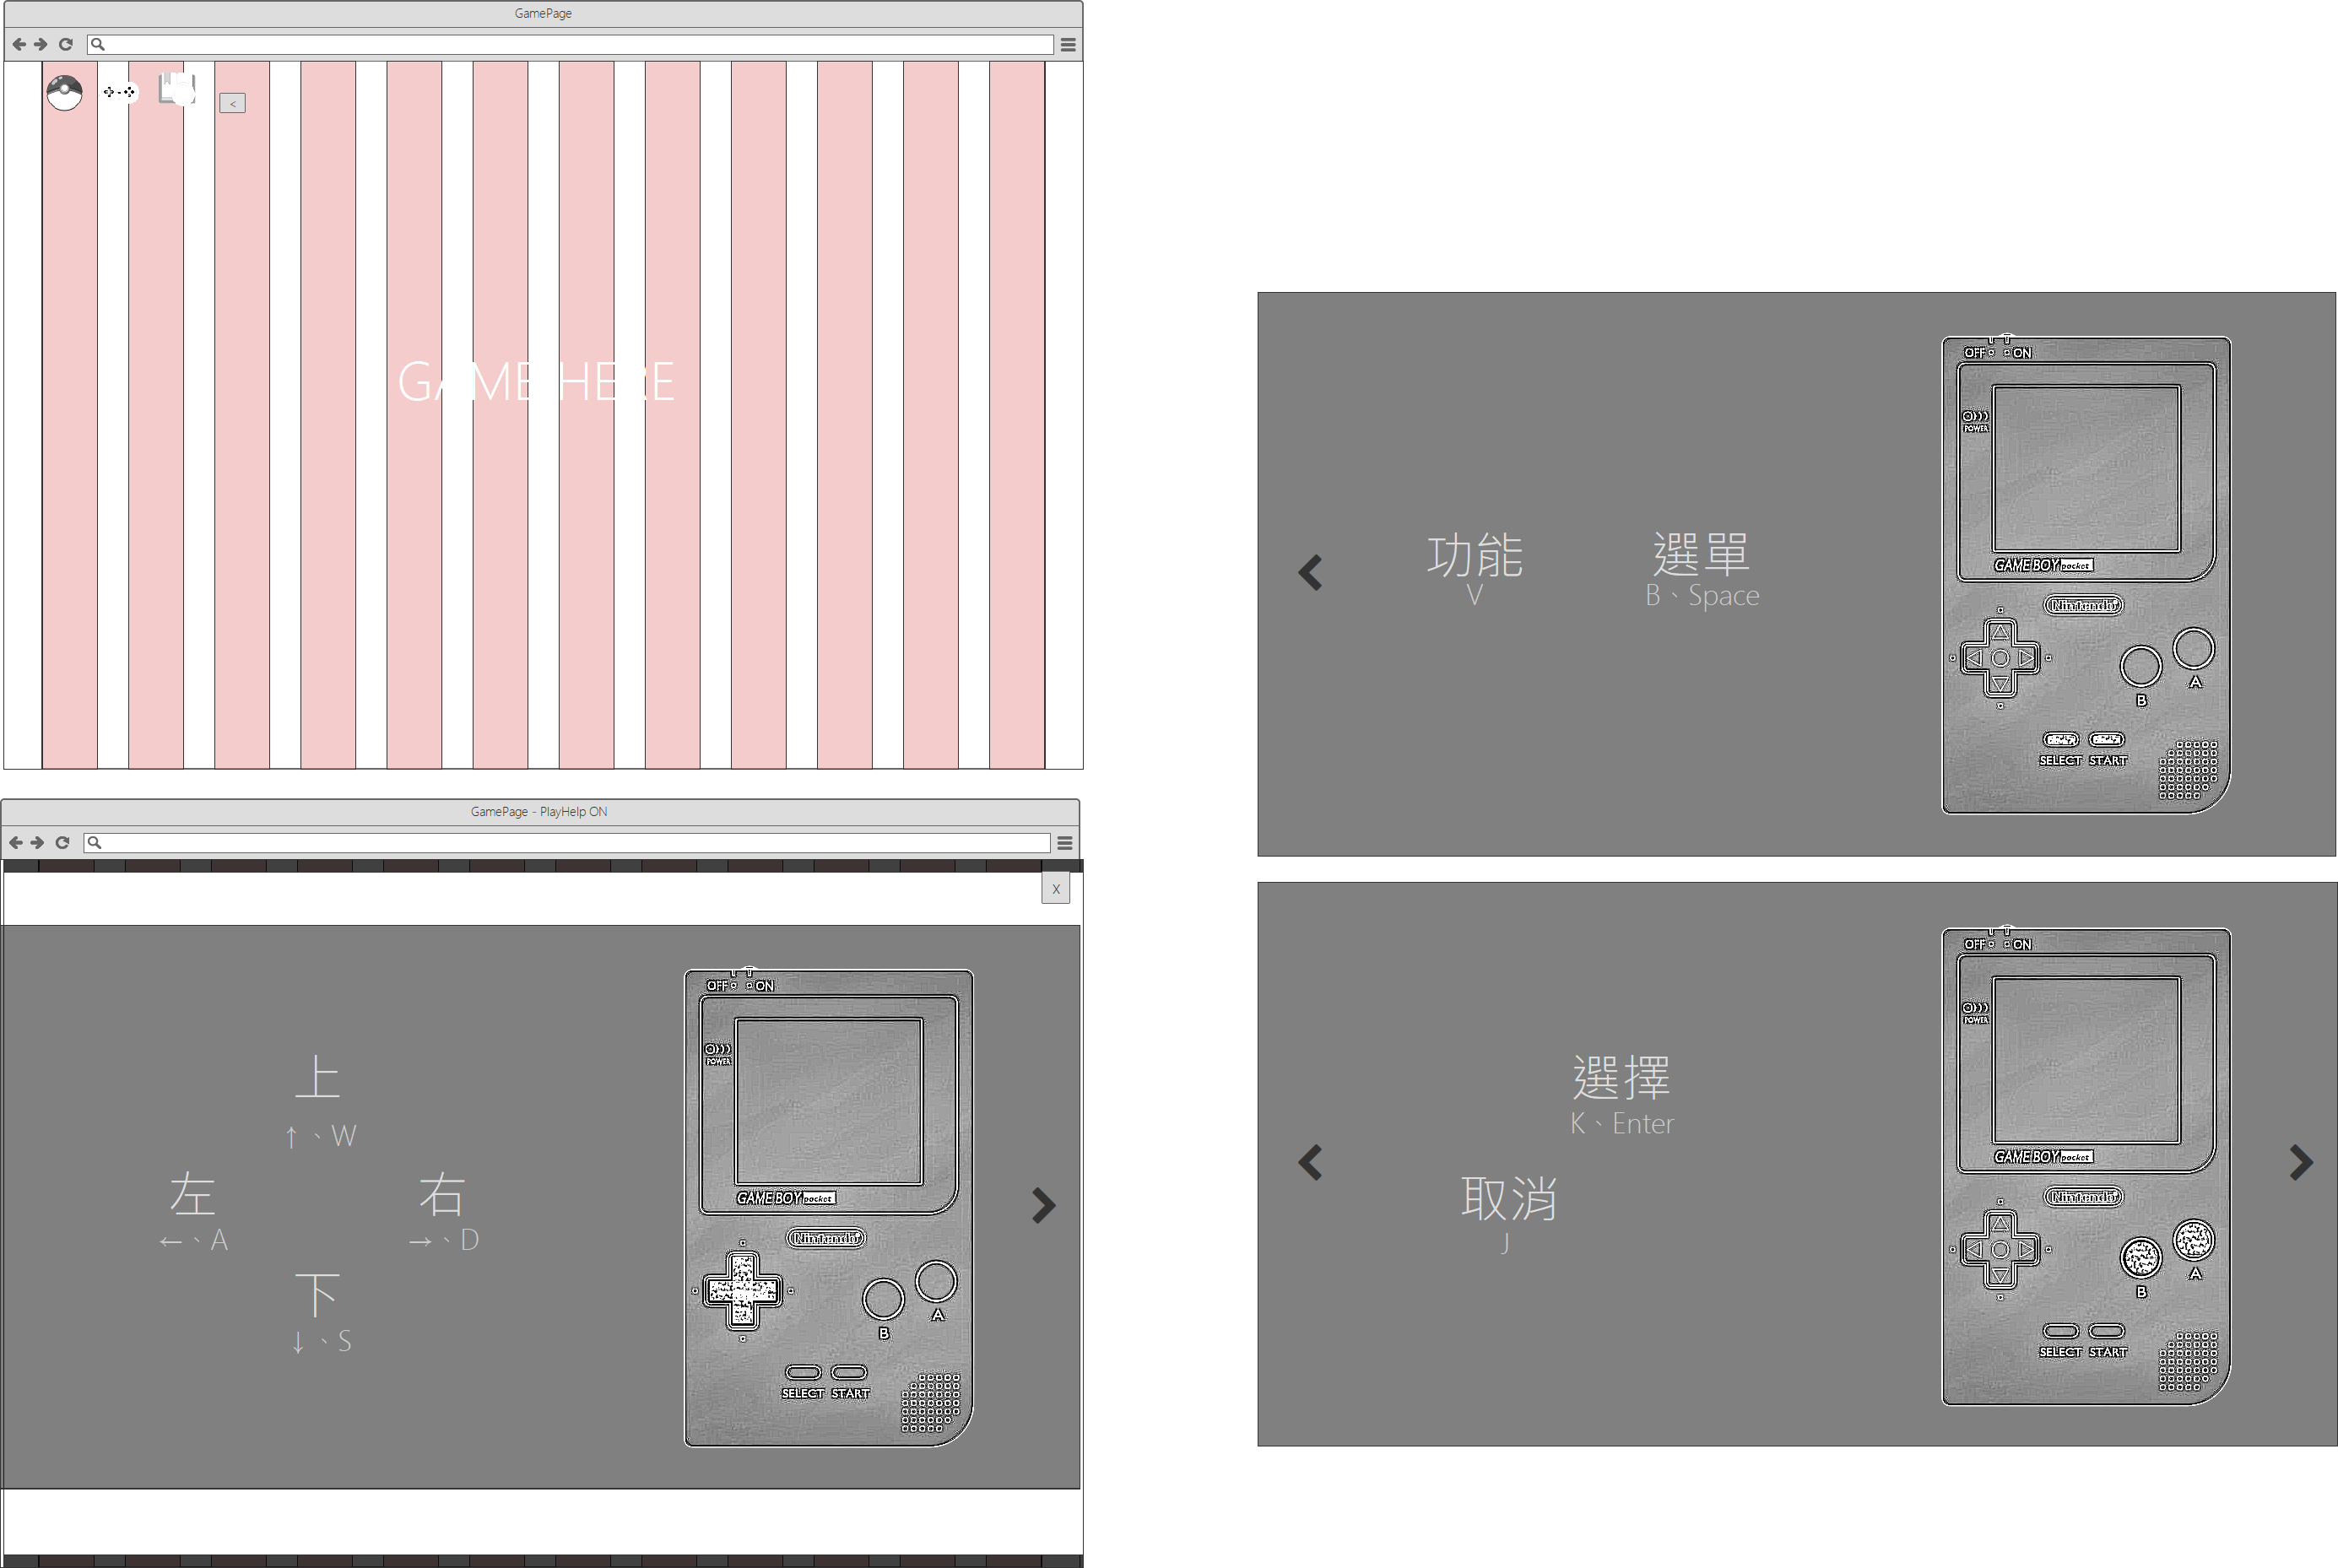 GamePage
<
GAME HERE
GamePage - PlayHelp ON
X
上
↑、W
左
←、A
右
→、D
下
↓、S
OFF ON
POWER
GAME BOY pocket
Nintendo
B
A
SELECT START
功能
V
選單
B、Space
OFF ON
POWER
GAME BOY pocket
Nintendo
B
A
SELECT START
選擇
K、Enter
取消
J
OFF ON
POWER
GAME BOY pocket
Nintendo
B
A
SELECT START